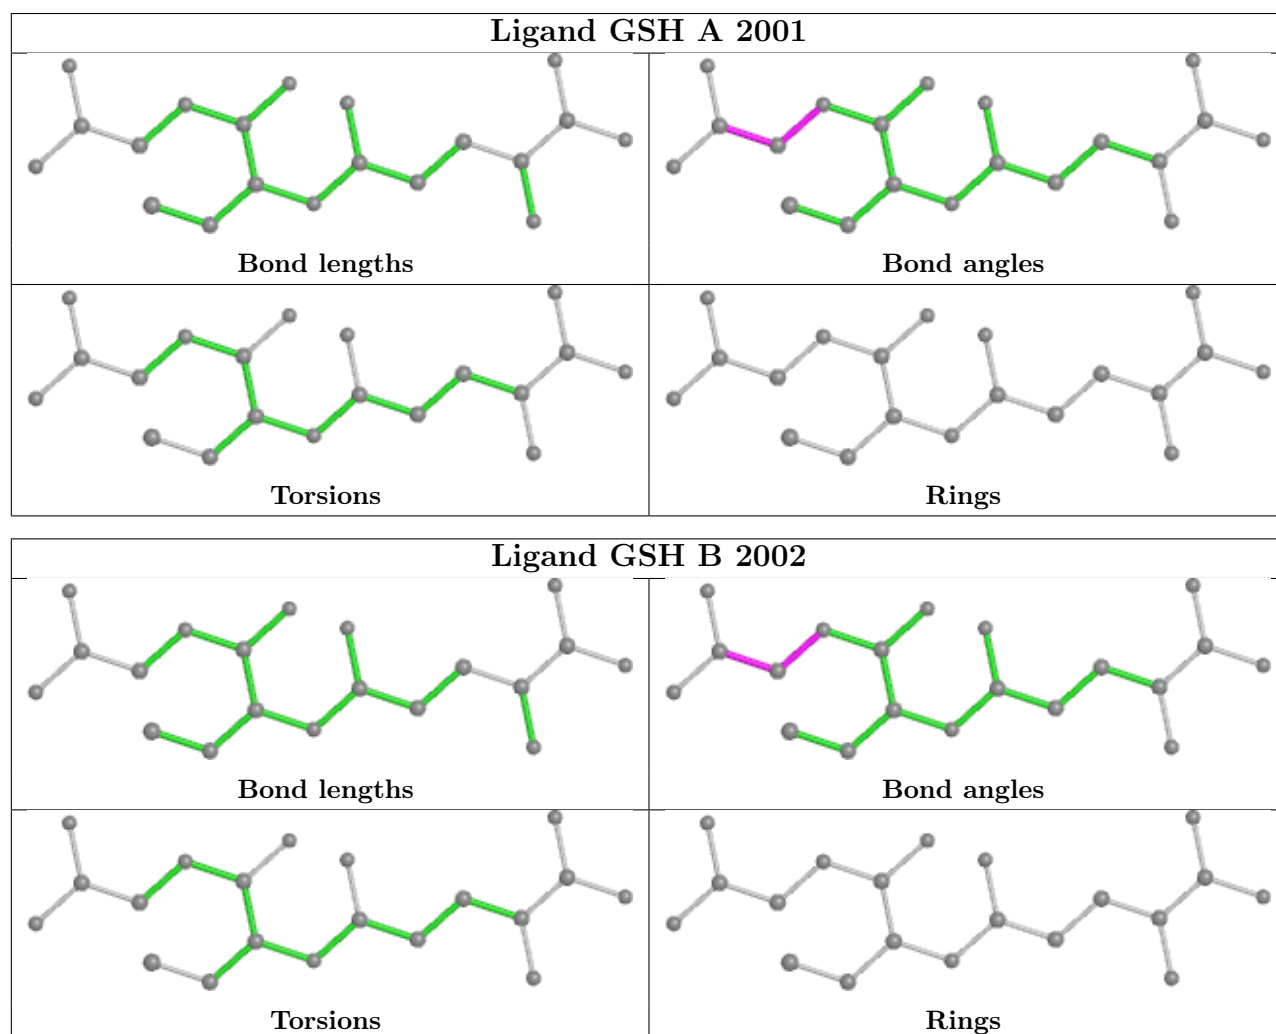 Ligand GSH A 2001
Bond lengths
Bond angles
Torsions
Rings
Ligand GSH B 2002
Bond lengths
Bond angles
Torsions
Rings